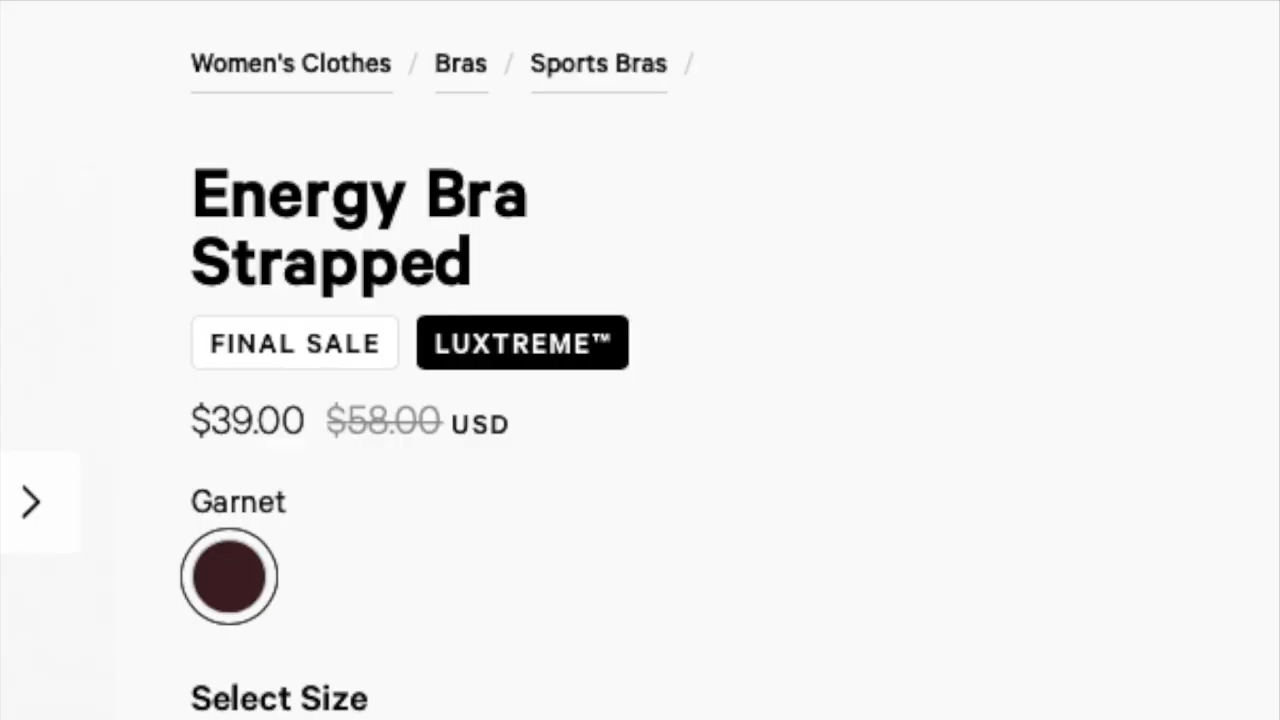 Women's Clothes / Bras / Sports Bras /
Energy Bra
Strapped
FINAL SALE LUXTREME™
$39.00 $58.00 USD
Garnet
Select Size